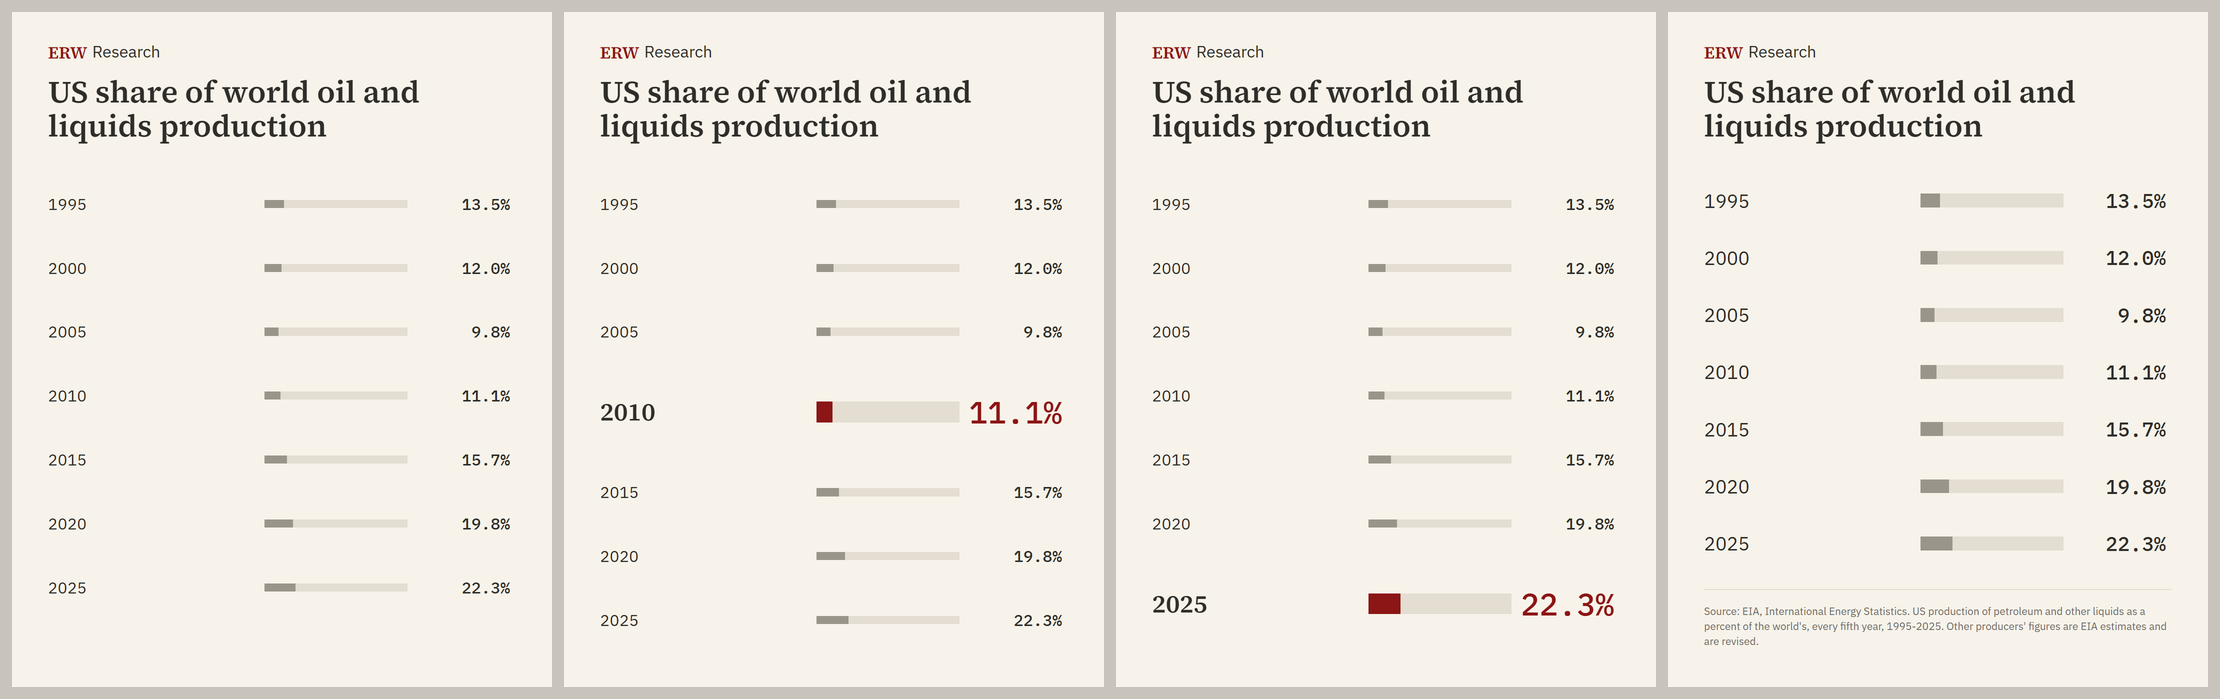 ERW Research
US share of world oil and
liquids production
1995 13.5%
2000 12.0%
2005 9.8%
2010 11.1%
2015 15.7%
2020 19.8%
2025 22.3%
ERW Research
US share of world oil and
liquids production
1995 13.5%
2000 12.0%
2005 9.8%
2010 11.1%
2015 15.7%
2020 19.8%
2025 22.3%
ERW Research
US share of world oil and
liquids production
1995 13.5%
2000 12.0%
2005 9.8%
2010 11.1%
2015 15.7%
2020 19.8%
2025 22.3%
ERW Research
US share of world oil and
liquids production
1995 13.5%
2000 12.0%
2005 9.8%
2010 11.1%
2015 15.7%
2020 19.8%
2025 22.3%
Source: EIA, International Energy Statistics. US production of petroleum and other liquids as a
percent of the world's, every fifth year, 1995-2025. Other producers' figures are EIA estimates and
are revised.